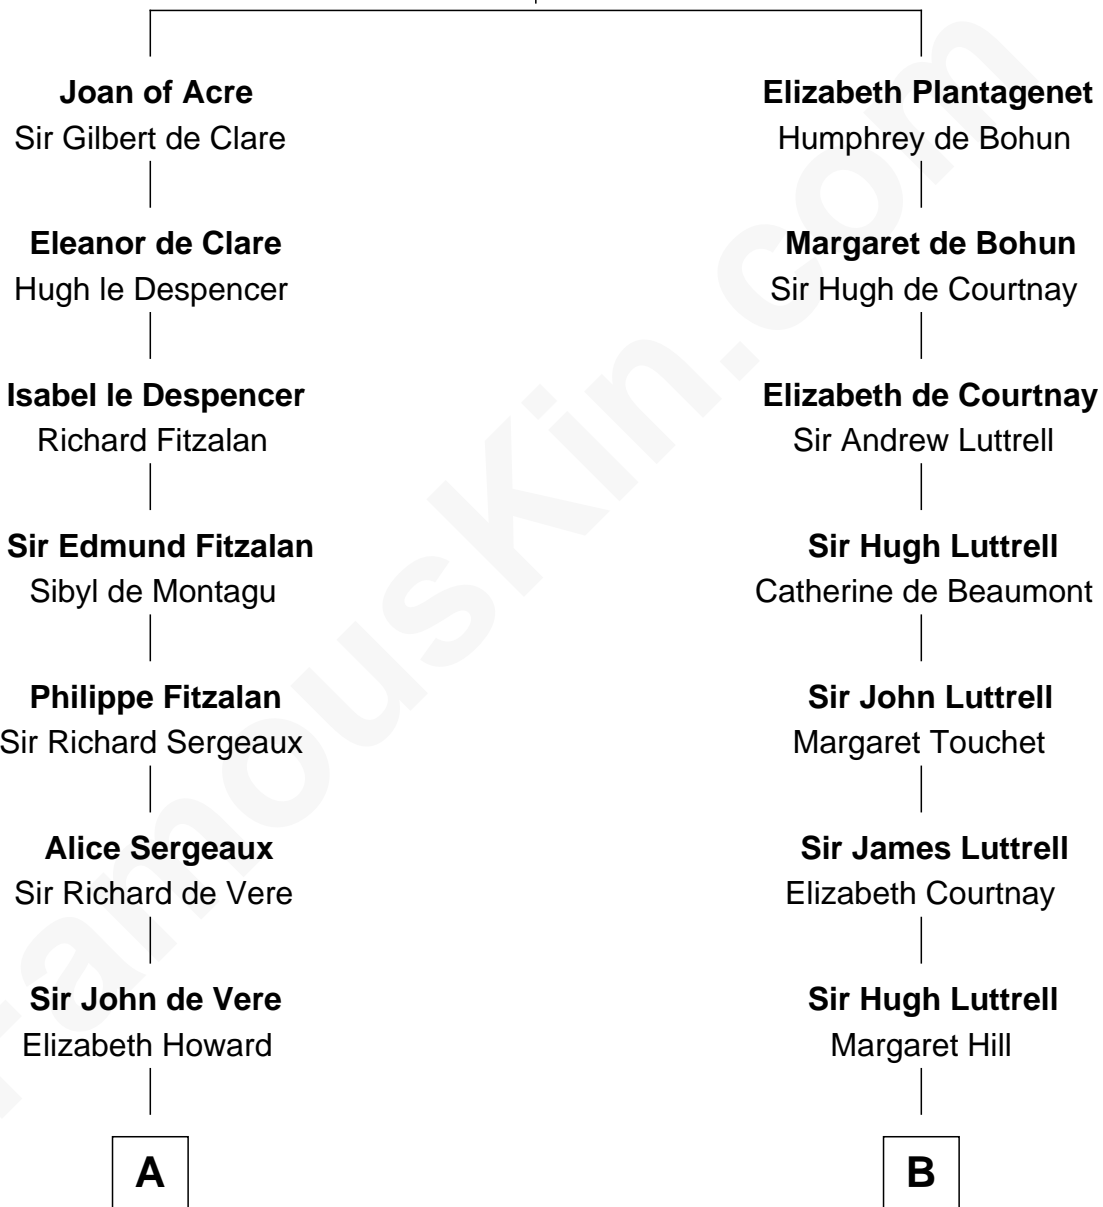 Joan of Acre
Sir Gilbert de Clare
Eleanor de Clare
Hugh le Despencer
Isabel le Despencer
Richard Fitzalan
Sir Edmund Fitzalan
Sibyl de Montagu
Philippe Fitzalan
Sir Richard Sergeaux
Alice Sergeaux
Sir Richard de Vere
Sir John de Vere
Elizabeth Howard
A
Elizabeth Plantagenet
Humphrey de Bohun
Margaret de Bohun
Sir Hugh de Courtnay
Elizabeth de Courtnay
Sir Andrew Luttrell
Sir Hugh Luttrell
Catherine de Beaumont
Sir John Luttrell
Margaret Touchet
Sir James Luttrell
Elizabeth Courtnay
Sir Hugh Luttrell
Margaret Hill
B
FamousKin.com